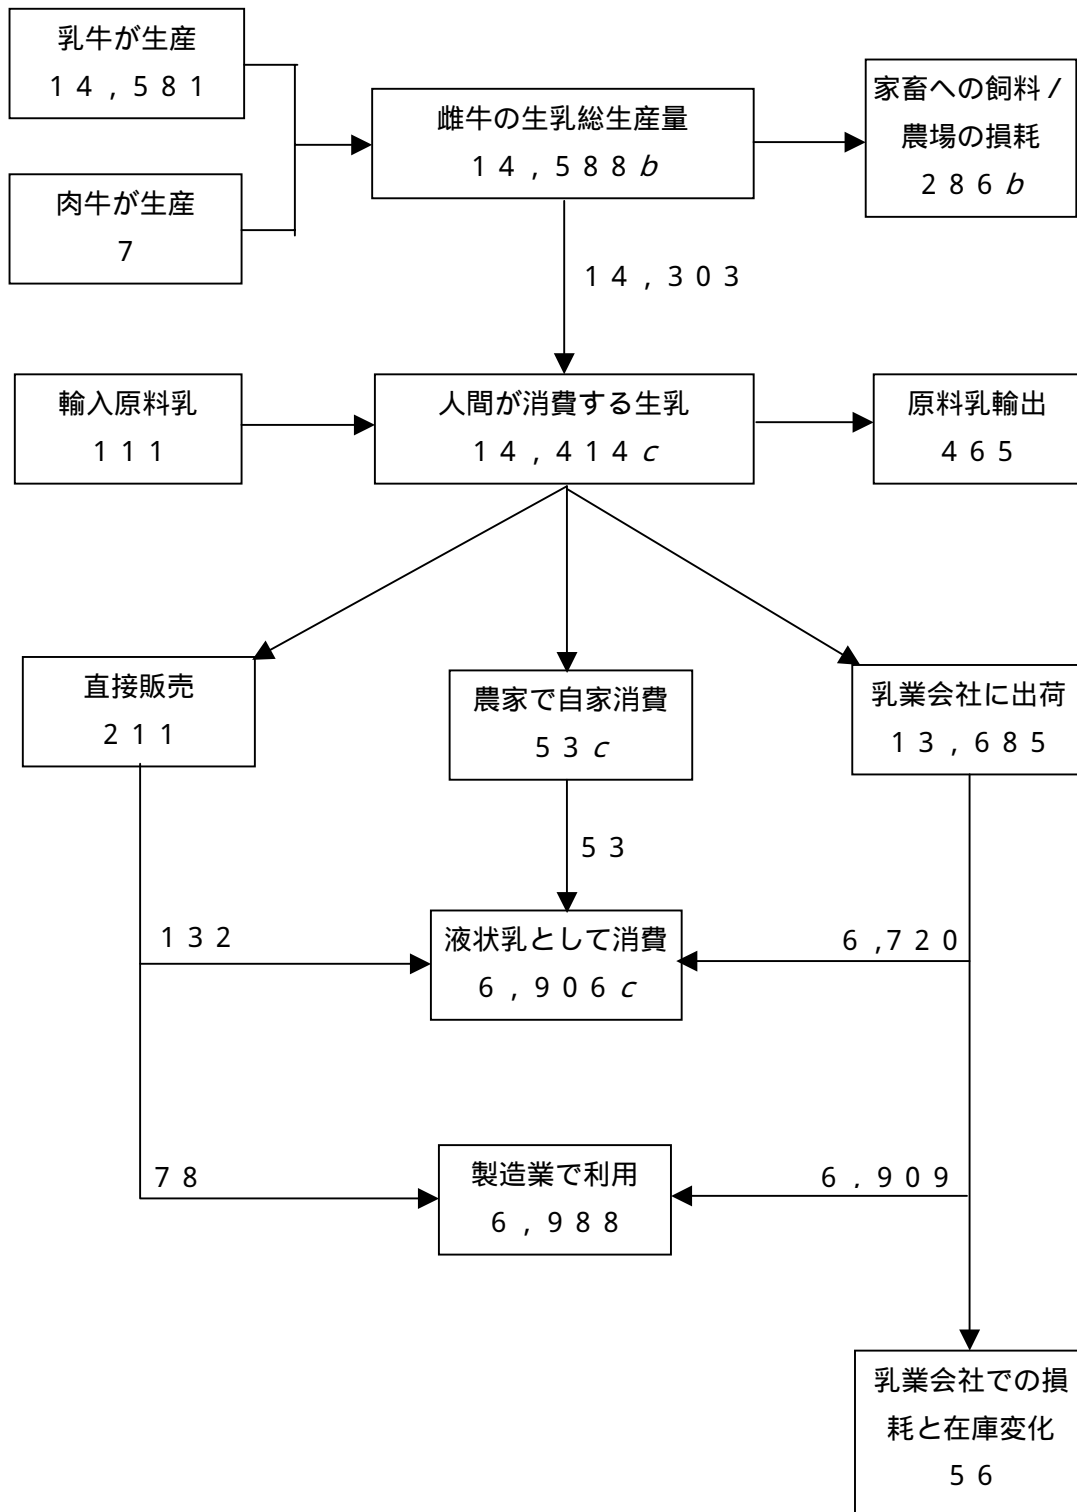 乳牛が生産
１４，５８１
雌牛の生乳総生産量
１４，５８８b
家畜への飼料／
農場の損耗
２８６b
肉牛が生産
７
１４，３０３
輸入原料乳
１１１
人間が消費する生乳
１４，４１４c
原料乳輸出
４６５
直接販売
２１１
農家で自家消費
５３c
乳業会社に出荷
１３，６８５
５３
１３２
液状乳として消費
６，９０６c
６,７２０
７８
製造業で利用
６，９８８
６．９０９
乳業会社での損
耗と在庫変化
５６